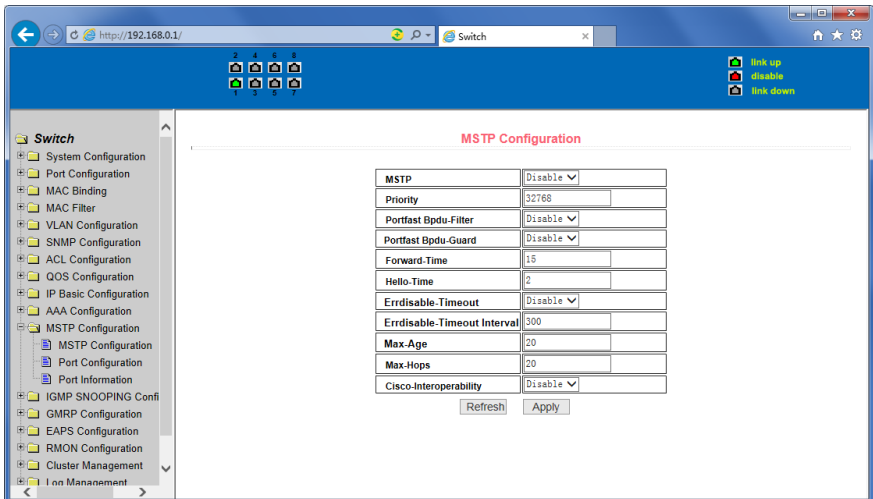 http://192.168.0.1/
Switch
2 4 6 8
1 3 5 7
link up
disable
link down
Switch
System Configuration
Port Configuration
MAC Binding
MAC Filter
VLAN Configuration
SNMP Configuration
ACL Configuration
QOS Configuration
IP Basic Configuration
AAA Configuration
MSTP Configuration
MSTP Configuration
Port Configuration
Port Information
IGMP SNOOPING Confi
GMRP Configuration
EAPS Configuration
RMON Configuration
Cluster Management
Log Management
MSTP Configuration
MSTP Disable
Priority 32768
Portfast Bpdu-Filter Disable
Portfast Bpdu-Guard Disable
Forward-Time 15
Hello-Time 2
Errdisable-Timeout Disable
Errdisable-Timeout Interval 300
Max-Age 20
Max-Hops 20
Cisco-Interoperability Disable
Refresh Apply